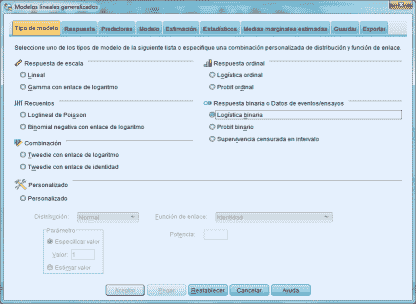 Modelos lineales generalizados
Tipo de modelo Respuesta Predictores Modelo Estimación Estadísticos Medias marginales estimadas Guardar Exportar
Seleccione uno de los tipos de modelo de la siguiente lista o especifique una combinación personalizada de distribución y función de enlace.
Respuesta de escala
Lineal
Gamma con enlace de logaritmo
Respuesta ordinal
Logística ordinal
Probit ordinal
Recuentos
Loglineal de Poisson
Binomial negativa con enlace de logaritmo
Respuesta binaria o Datos de eventos/ensayos
Logística binaria
Probit binario
Supervivencia censurada en intervalo
Combinación
Tweedie con enlace de logaritmo
Tweedie con enlace de identidad
Personalizado
Personalizado
Distribución: Normal Función de enlace: Identidad
Parámetro
Especificar valor
Valor: 1
Estimar valor
Potencia:
Aceptar Pegar Restablecer Cancelar Ayuda